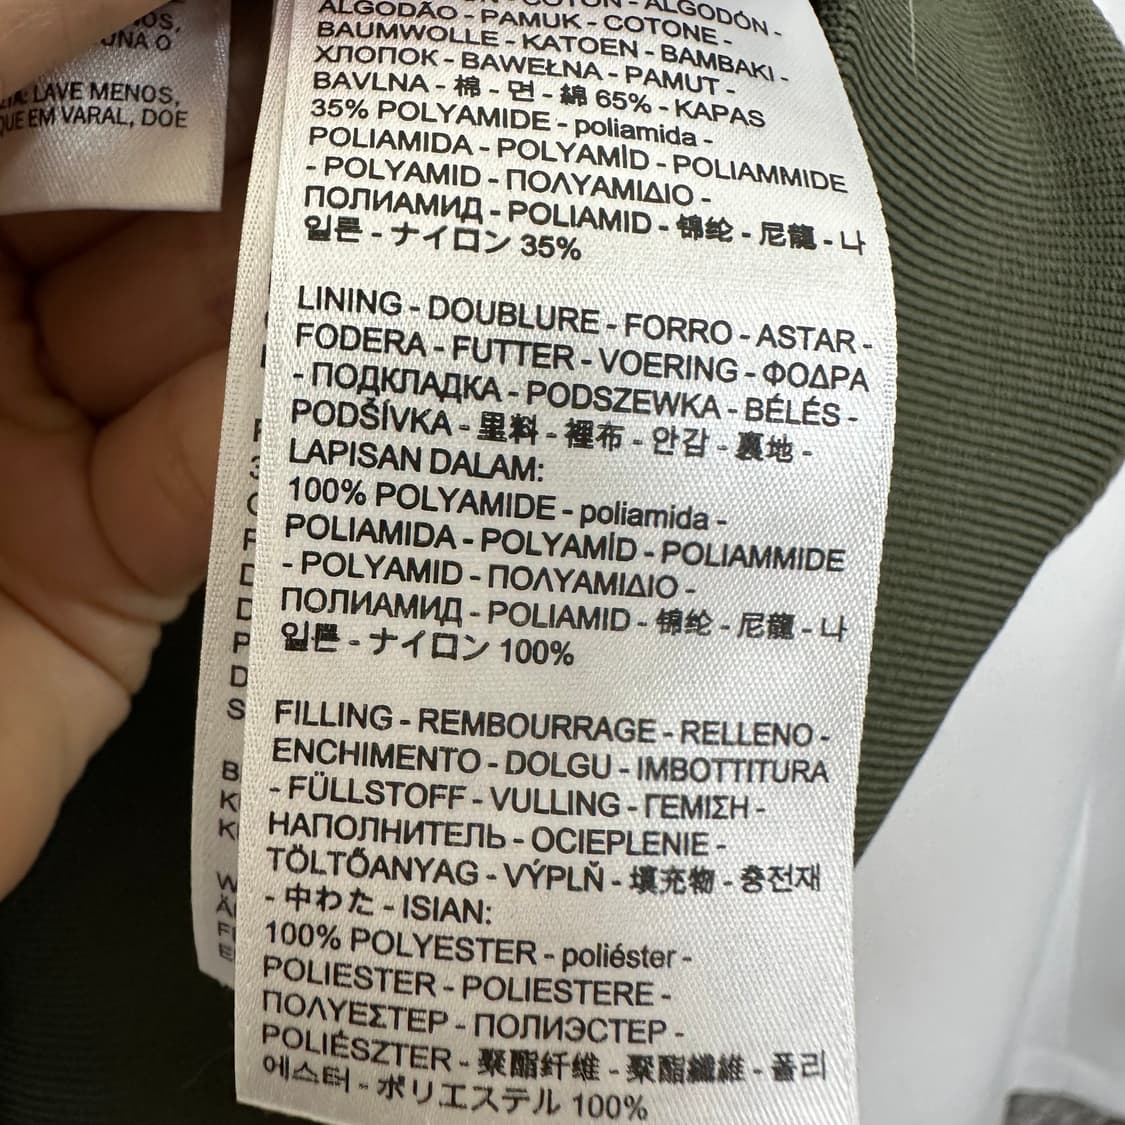 LAVE MENOS,
QUE EM VARAL, DOE
COTTON - ALGODÓN -
ALGODÃO - PAMUK - COTONE -
BAUMWOLLE - KATOEN - BAMBAKI -
ХЛОПОК - BAWEŁNA - PAMUT -
BAVLNA - 棉 - 면 - 綿 65% - KAPAS
35% POLYAMIDE - poliamida -
POLIAMIDA - POLYAMİD - POLIAMMIDE
- POLYAMID - ΠΟΛΥΑΜΙΔΙΟ -
ПОЛИАМИД - POLIAMID - 锦纶 - 尼龍 - 나
일론 - ナイロン 35%
LINING - DOUBLURE - FORRO - ASTAR -
FODERA - FUTTER - VOERING - ΦΟΔΡΑ
- ПОДКЛАДКА - PODSZEWKA - BÉLÉS -
PODŠÍVKA - 里料 - 裡布 - 안감 - 裏地 -
LAPISAN DALAM:
100% POLYAMIDE - poliamida -
POLIAMIDA - POLYAMİD - POLIAMMIDE
- POLYAMID - ΠΟΛΥΑΜΙΔΙΟ -
ПОЛИАМИД - POLIAMID - 锦纶 - 尼龍 - 나
일론 - ナイロン 100%
FILLING - REMBOURRAGE - RELLENO -
ENCHIMENTO - DOLGU - IMBOTTITURA
- FÜLLSTOFF - VULLING - ΓΕΜΙΣΗ -
НАПОЛНИТЕЛЬ - OCIEPLENIE -
TÖLTŐANYAG - VÝPLŇ - 填充物 - 충전재
- 中わた - ISIAN:
100% POLYESTER - poliéster -
POLIESTER - POLIESTERE -
ΠΟΛΥΕΣΤΕΡ - ПОЛИЭСТЕР -
POLIÉSZTER - 聚酯纤维 - 聚酯纖維 - 폴리
에스터 - ポリエステル 100%